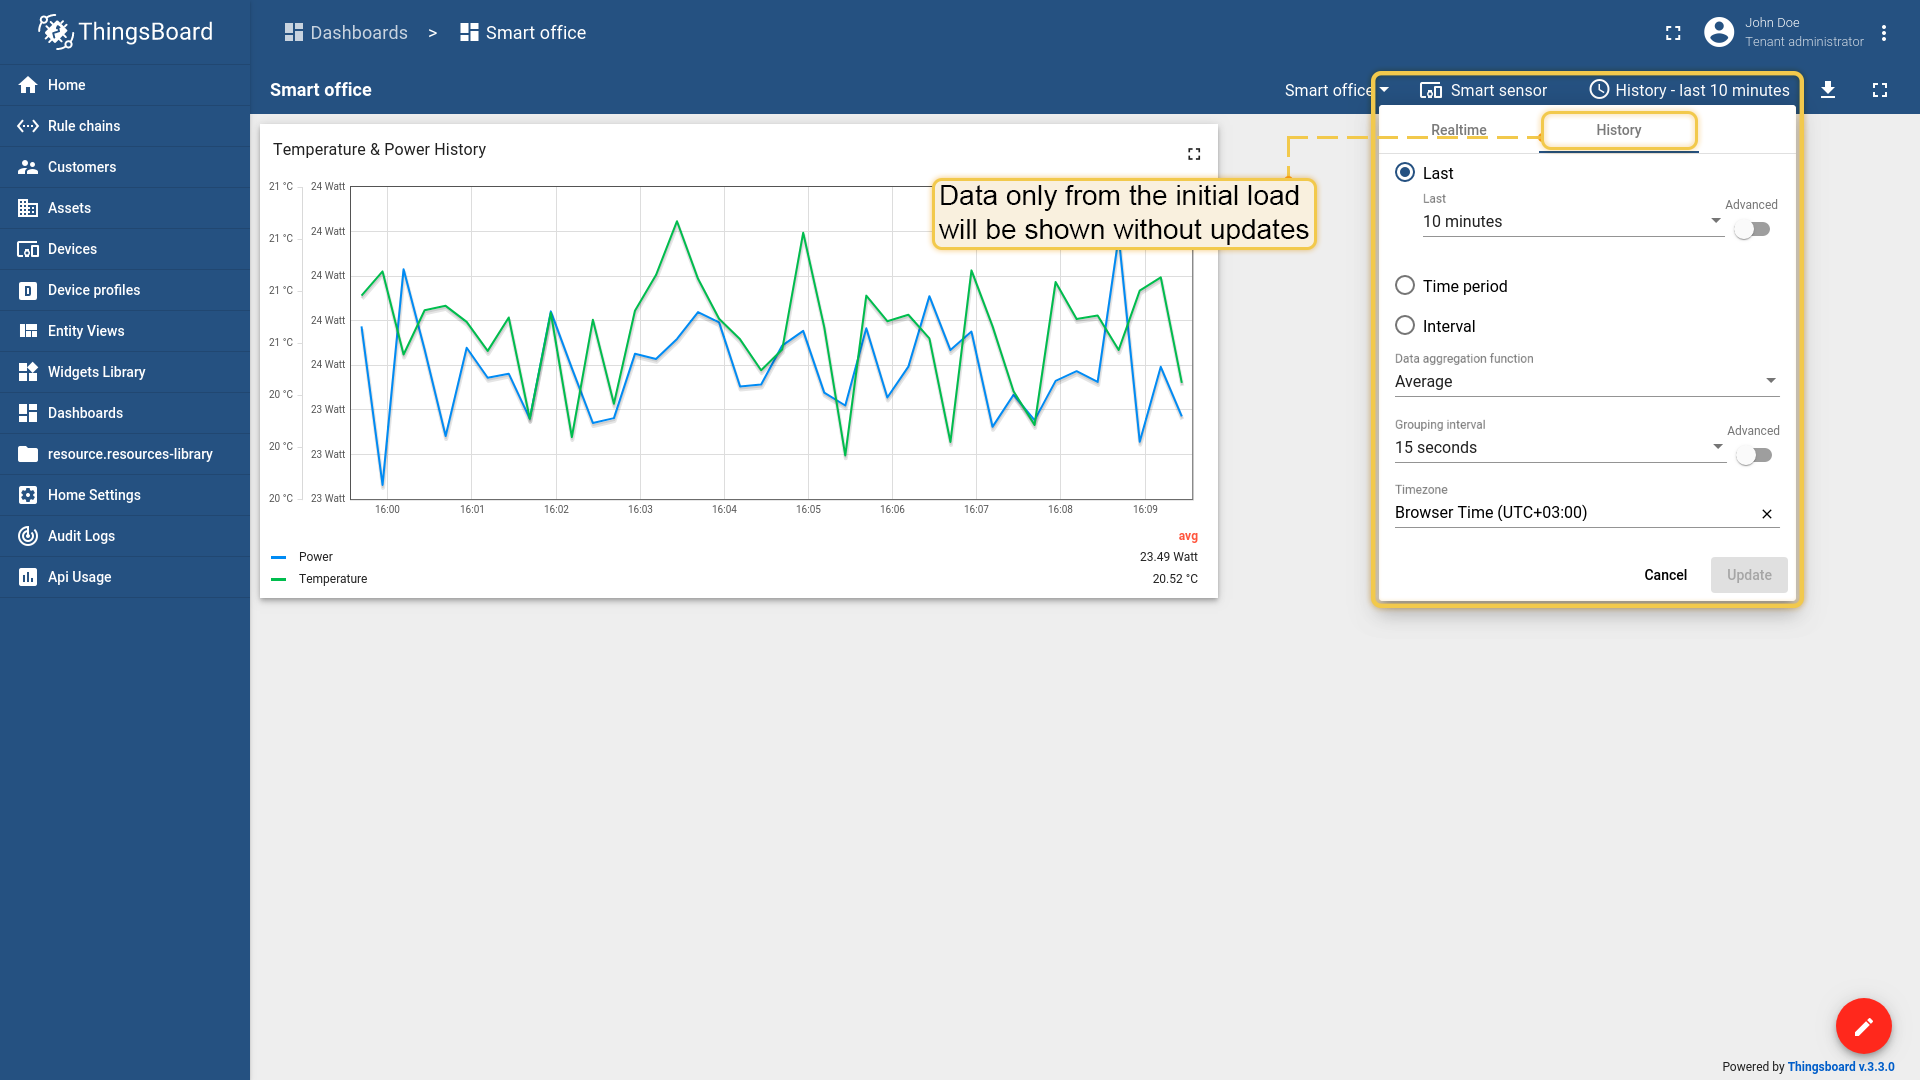 ThingsBoard
Dashboards > Smart office
John Doe
Tenant administrator
Home
Rule chains
Customers
Assets
Devices
Device profiles
Entity Views
Widgets Library
Dashboards
resource.resources-library
Home Settings
Audit Logs
Api Usage
Smart office
Smart office
Smart sensor
History - last 10 minutes
Temperature & Power History
21 °C
21 °C
21 °C
21 °C
20 °C
20 °C
20 °C
24 Watt
24 Watt
24 Watt
24 Watt
24 Watt
23 Watt
23 Watt
23 Watt
16:00 16:01 16:02 16:03 16:04 16:05 16:06 16:07 16:08 16:09
avg
Power 23.49 Watt
Temperature 20.52 °C
Data only from the initial load
will be shown without updates
Realtime
History
Last
Last
10 minutes
Advanced
Time period
Interval
Data aggregation function
Average
Grouping interval
15 seconds
Advanced
Timezone
Browser Time (UTC+03:00)
Cancel
Update
Powered by Thingsboard v.3.3.0